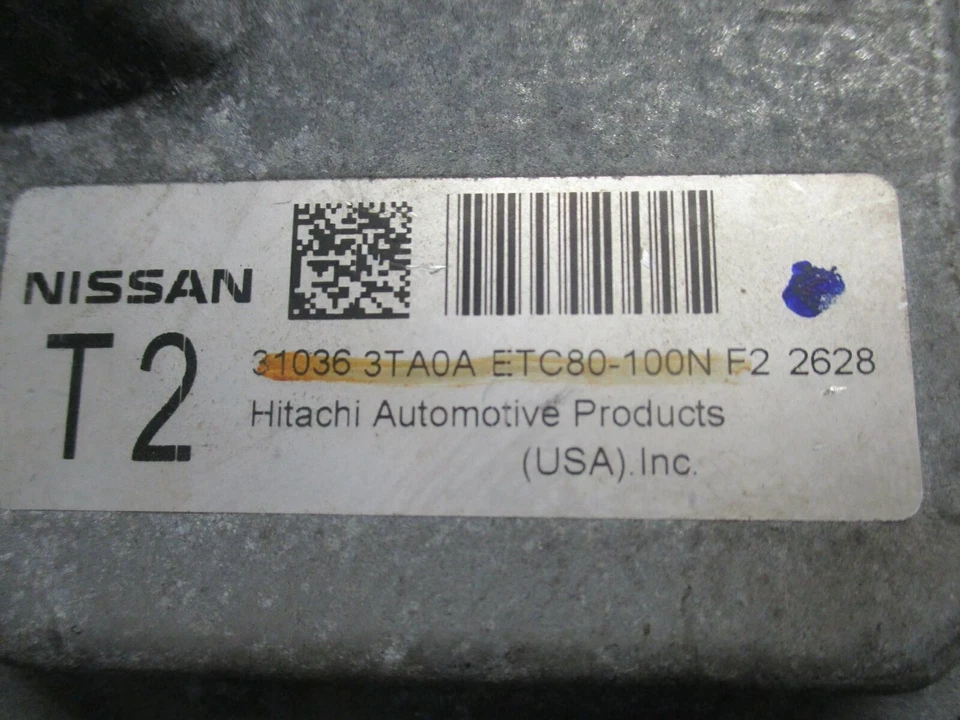 NISSAN
T2
31036 3TA0A ETC80-100N F2 2628
Hitachi Automotive Products
(USA).Inc.